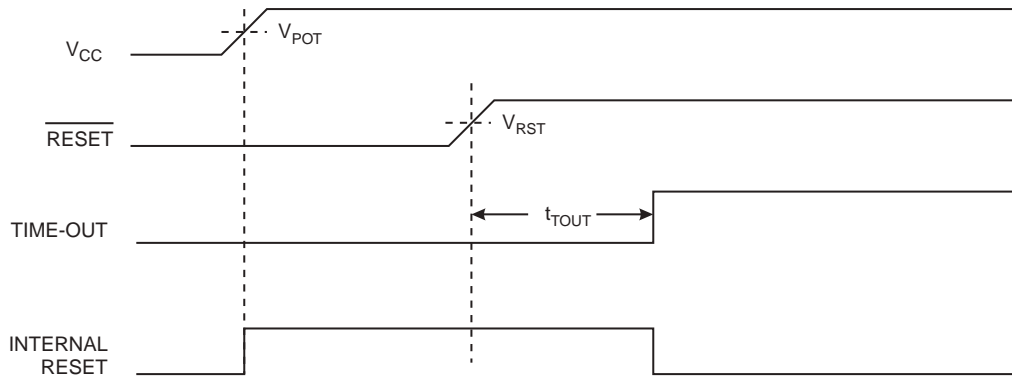 V_CC
V_POT
RESET
V_RST
TIME-OUT
t_TOUT
INTERNAL
RESET